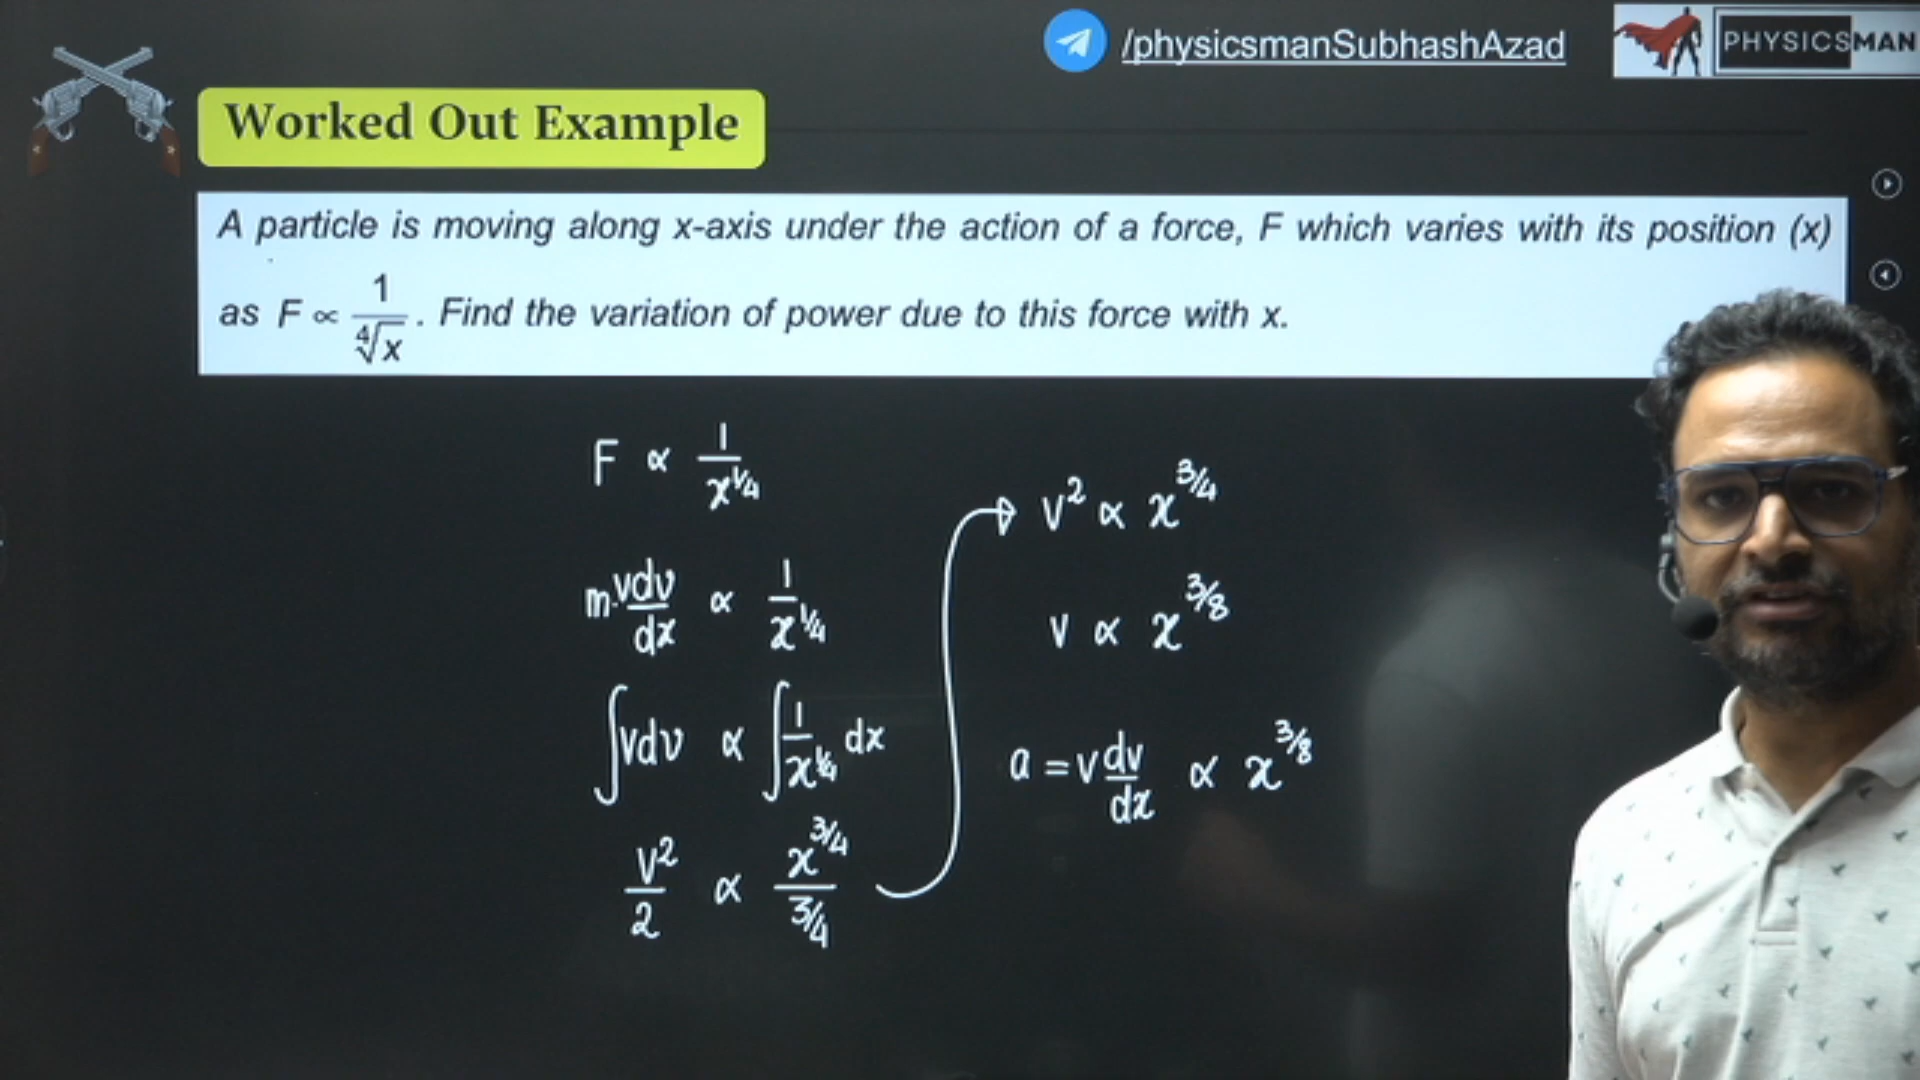 /physicsmanSubhashAzad
PHYSICSMAN
Worked Out Example
A particle is moving along x-axis under the action of a force, F which varies with its position (x)
as F ∝ 1/∜x . Find the variation of power due to this force with x.
F ∝ 1/x^1/4
m.vdv/dx ∝ 1/x^1/4
∫vdv ∝ ∫1/x^1/4 dx
v²/2 ∝ x^3/4/3/4
v² ∝ x^3/4
v ∝ x^3/8
a = v dv/dx ∝ x^3/8